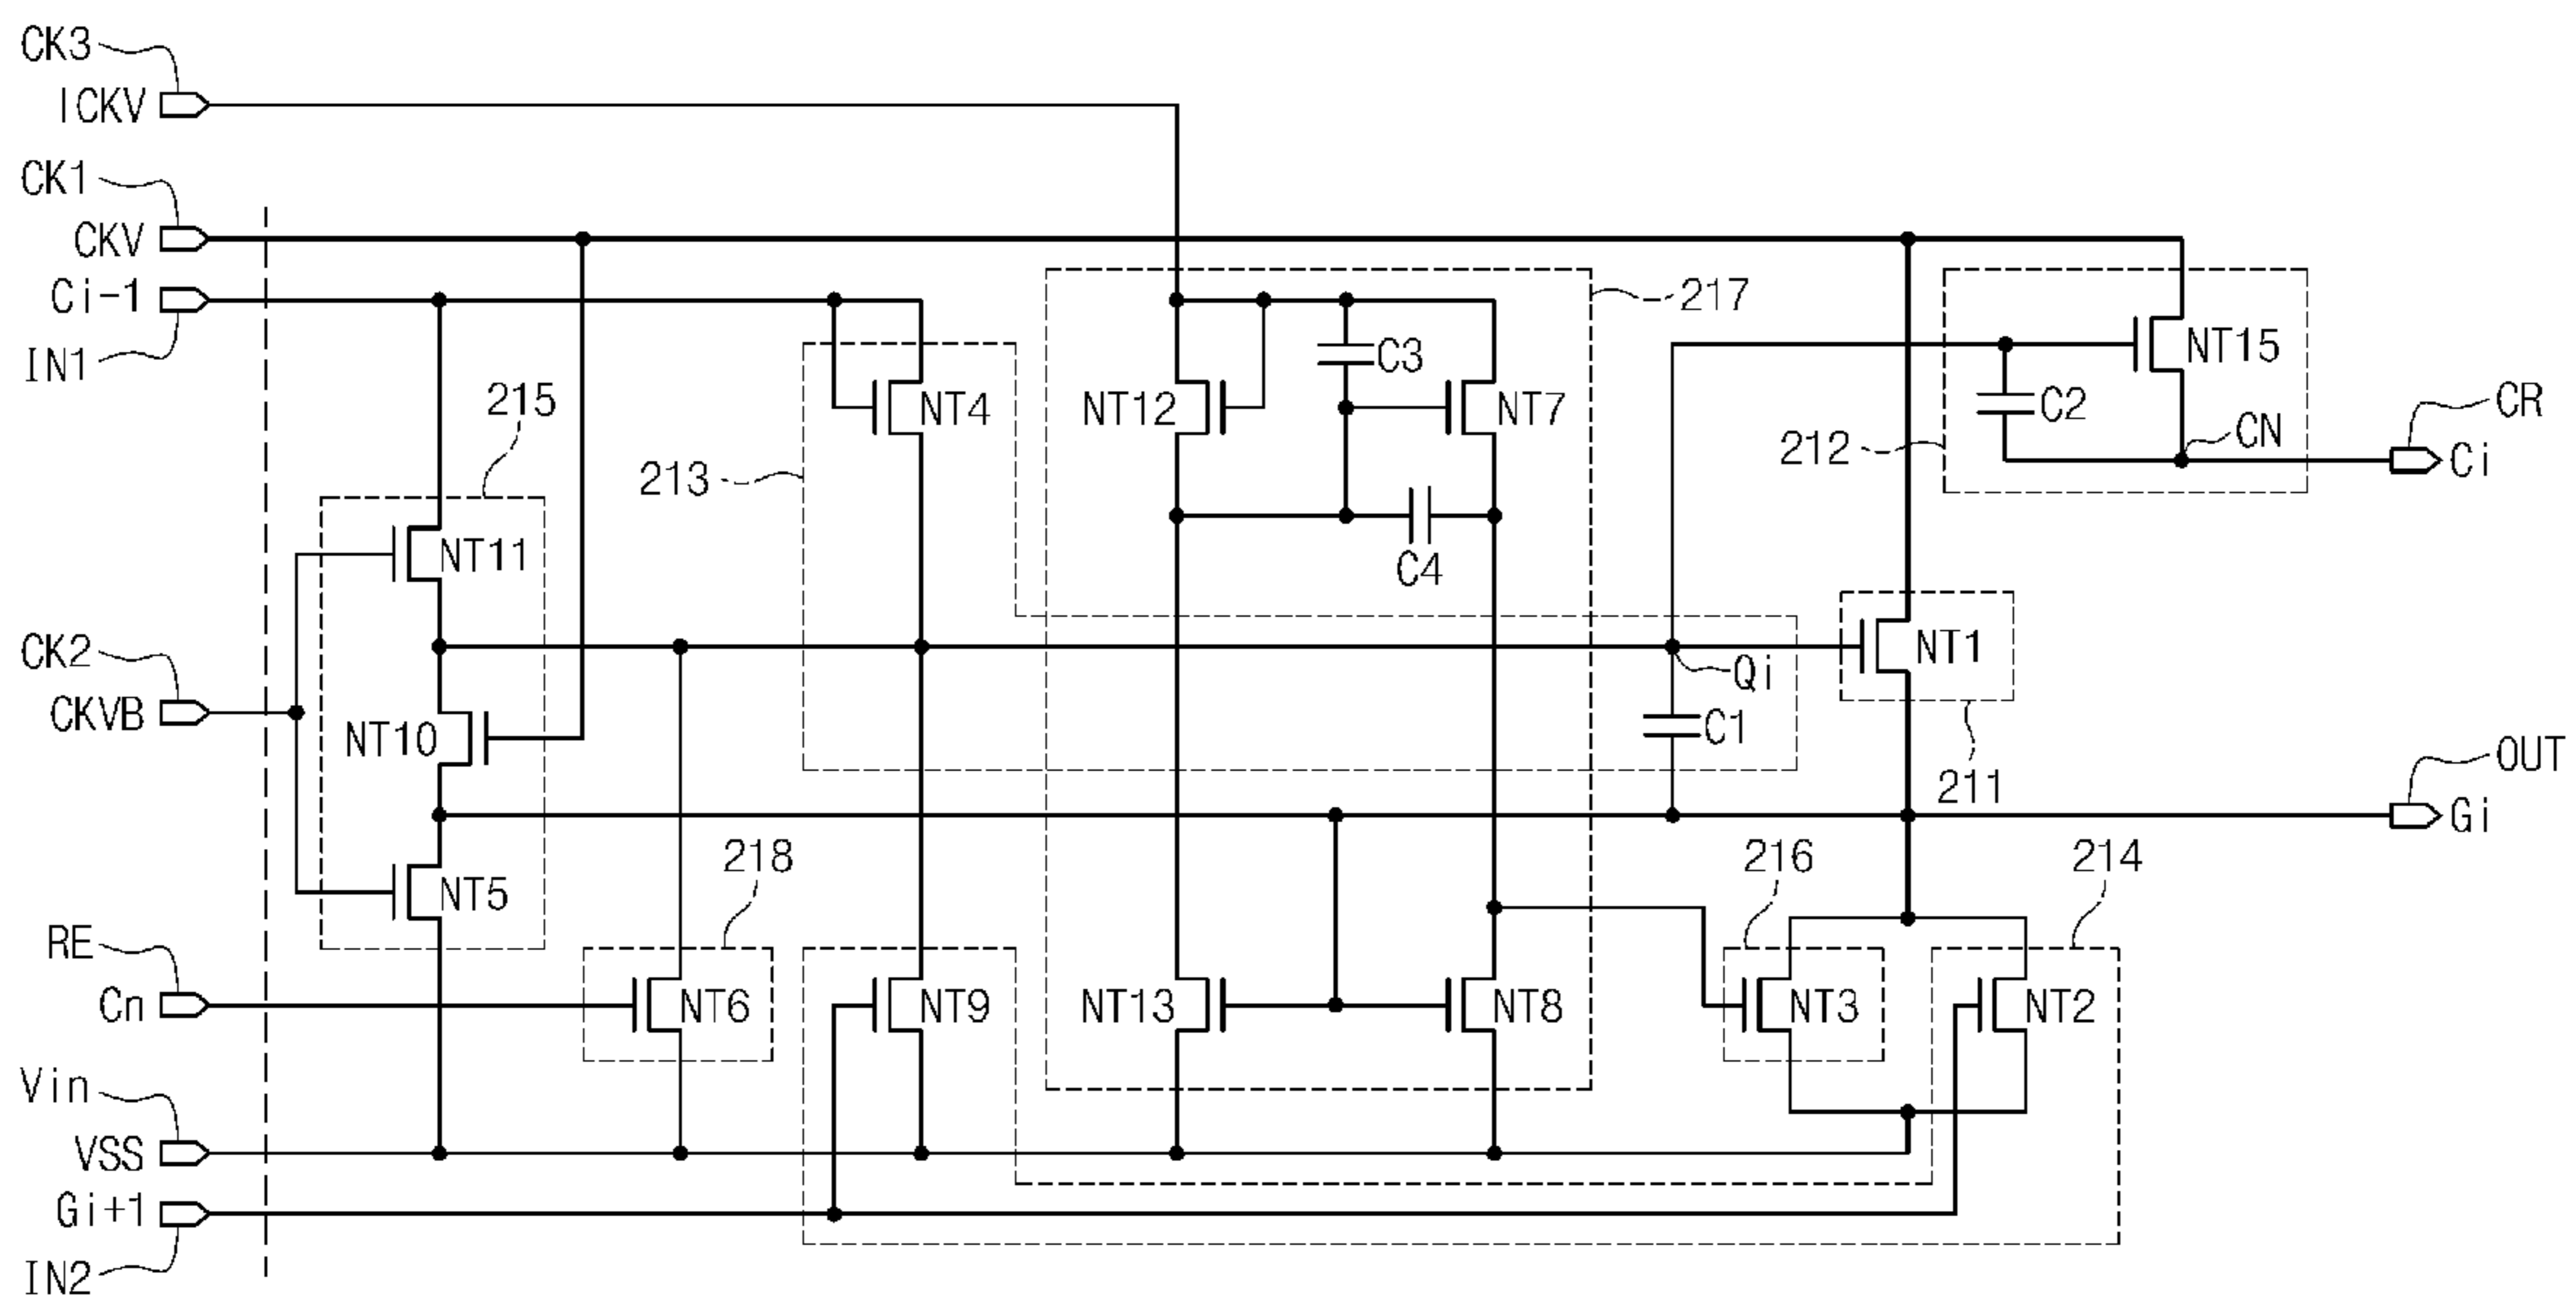 CK3
ICKV
CK1
CKV
Ci-1
IN1
217
NT15
C3
215
NT4
NT12
NT7
C2
CN
CR
212
Ci
213
NT11
C4
CK2
CKVB
NT1
Qi
NT10
C1
211
OUT
Gi
218
216
214
NT5
RE
Cn
NT6
NT9
NT13
NT8
NT3
NT2
Vin
VSS
Gi+1
IN2